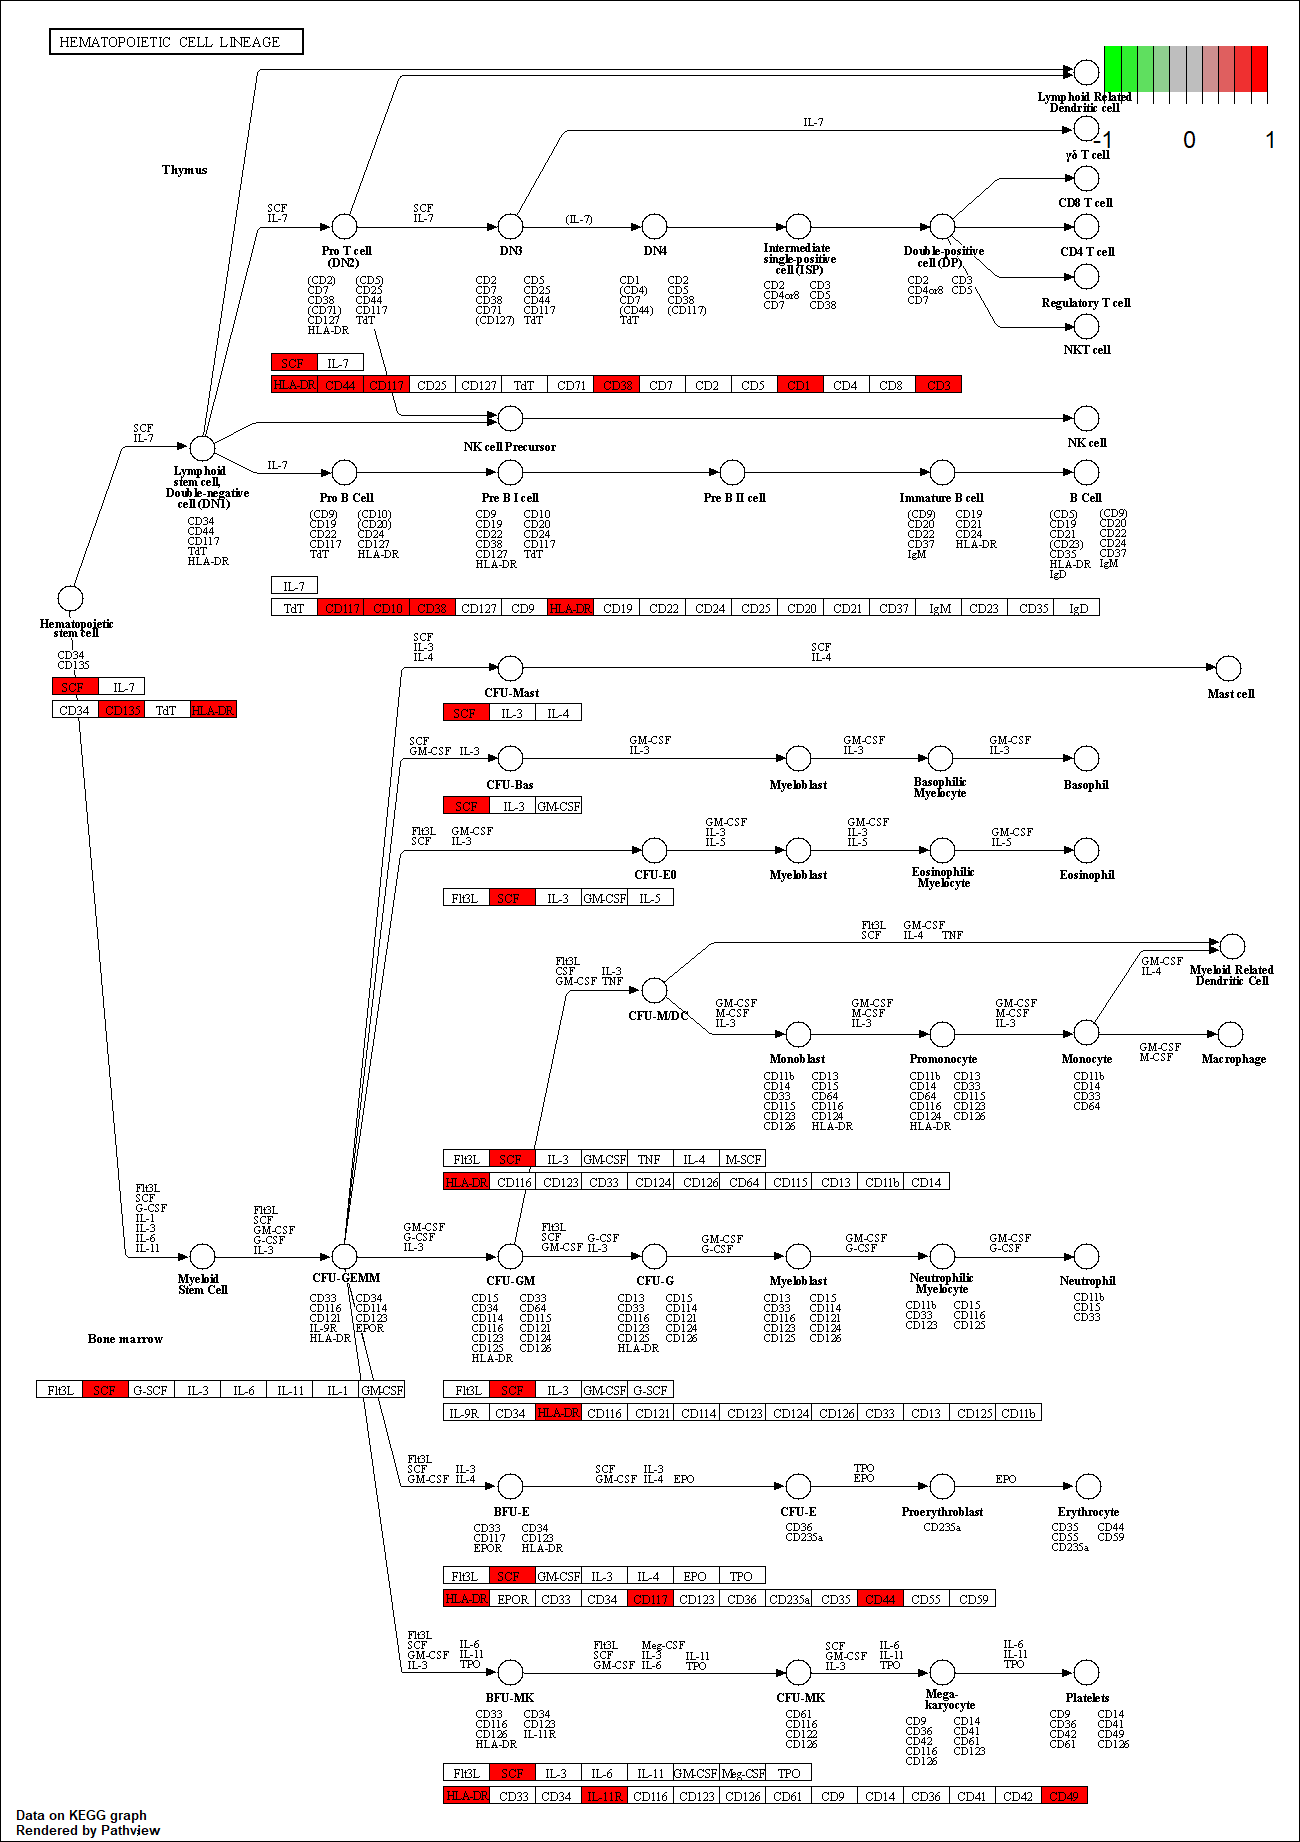 HEMATOPOIETIC CELL LINEAGE
-1 0 1
Lymphoid Related
Dendritic cell
IL-7
γδ T cell
Thymus
CD8 T cell
SCF
IL-7
SCF
IL-7
(IL-7)
Pro T cell
(DN2)
DN3
DN4
Intermediate
single-positive
cell (ISP)
Double-positive
cell (DP)
CD4 T cell
(CD2) (CD5)
CD7 CD25
CD38 CD44
(CD71) CD117
CD127 TdT
HLA-DR
CD2 CD5
CD7 CD25
CD38 CD44
CD71 CD117
(CD127) TdT
CD1 CD2
(CD4) CD5
CD7 CD38
(CD44) (CD117)
TdT
CD2 CD3
CD4or8 CD5
CD7 CD38
CD2 CD3
CD4or8 CD5
CD7
Regulatory T cell
NKT cell
SCF IL-7
HLA-DR CD44 CD117 CD25 CD127 TdT CD71 CD38 CD7 CD2 CD5 CD1 CD4 CD8 CD3
SCF
IL-7
NK cell Precursor
NK cell
IL-7
Lymphoid
stem cell,
Double-negative
cell (DN1)
CD34
CD44
CD117
TdT
HLA-DR
Pro B Cell
Pre B I cell
Pre B II cell
Immature B cell
B Cell
(CD9) (CD10)
CD19 (CD20)
CD22 CD24
CD117 CD127
TdT HLA-DR
CD9 CD10
CD19 CD20
CD22 CD24
CD38 CD117
CD127 TdT
HLA-DR
(CD9) CD19
CD20 CD21
CD22 CD24
CD37 HLA-DR
IgM
(CD5) (CD9)
CD19 CD20
CD21 CD22
(CD23) CD24
CD35 CD37
HLA-DR IgM
IgD
IL-7
TdT CD117 CD10 CD38 CD127 CD9 HLA-DR CD19 CD22 CD24 CD25 CD20 CD21 CD37 IgM CD23 CD35 IgD
Hematopoietic
stem cell
CD34
CD135
SCF IL-7
CD34 CD135 TdT HLA-DR
SCF
IL-3
IL-4
SCF
IL-4
CFU-Mast
Mast cell
SCF IL-3 IL-4
SCF
GM-CSF IL-3
GM-CSF
IL-3
GM-CSF
IL-3
GM-CSF
IL-3
CFU-Bas
Myeloblast
Basophilic
Myelocyte
Basophil
SCF IL-3 GM-CSF
Flt3L GM-CSF
SCF IL-3
GM-CSF
IL-3
IL-5
GM-CSF
IL-3
IL-5
GM-CSF
IL-5
CFU-E0
Myeloblast
Eosinophilic
Myelocyte
Eosinophil
Flt3L SCF IL-3 GM-CSF IL-5
Flt3L GM-CSF
SCF IL-4 TNF
Flt3L
CSF IL-3
GM-CSF TNF
GM-CSF
IL-4
Myeloid Related
Dendritic Cell
CFU-M/DC
GM-CSF
M-CSF
IL-3
GM-CSF
M-CSF
IL-3
GM-CSF
M-CSF
IL-3
GM-CSF
M-CSF
Monoblast
Promonocyte
Monocyte
Macrophage
CD11b CD13
CD14 CD15
CD33 CD64
CD115 CD116
CD123 CD124
CD126 HLA-DR
CD11b CD13
CD14 CD33
CD64 CD115
CD116 CD123
CD124 CD126
HLA-DR
CD11b
CD14
CD33
CD64
Flt3L SCF IL-3 GM-CSF TNF IL-4 M-SCF
HLA-DR CD116 CD123 CD33 CD124 CD126 CD64 CD115 CD13 CD11b CD14
Flt3L
SCF
G-CSF
IL-1
IL-3
IL-6
IL-11
Flt3L
SCF
GM-CSF
G-CSF
IL-3
GM-CSF
G-CSF
IL-3
Flt3L
SCF G-CSF
GM-CSF IL-3
GM-CSF
G-CSF
GM-CSF
G-CSF
GM-CSF
G-CSF
Myeloid
Stem Cell
CFU-GEMM
CFU-GM
CFU-G
Myeloblast
Neutrophilic
Myelocyte
Neutrophil
CD33 CD34
CD116 CD114
CD121 CD123
IL-9R EPOR
HLA-DR
CD15 CD33
CD34 CD64
CD114 CD115
CD116 CD121
CD123 CD124
CD125 CD126
HLA-DR
CD13 CD15
CD33 CD114
CD116 CD121
CD123 CD124
CD125 CD126
HLA-DR
CD13 CD15
CD33 CD114
CD116 CD121
CD123 CD124
CD125 CD126
CD11b CD15
CD33 CD116
CD123 CD125
CD11b
CD15
CD33
Bone marrow
Flt3L SCF G-SCF IL-3 IL-6 IL-11 IL-1 GM-CSF
Flt3L SCF IL-3 GM-CSF G-SCF
IL-9R CD34 HLA-DR CD116 CD121 CD114 CD123 CD124 CD126 CD33 CD13 CD125 CD11b
Flt3L
SCF IL-3
GM-CSF IL-4
SCF IL-3
GM-CSF IL-4 EPO
TPO
EPO
EPO
BFU-E
CFU-E
Proerythroblast
Erythrocyte
CD33 CD34
CD117 CD123
EPOR HLA-DR
CD36
CD235a
CD235a
CD35 CD44
CD55 CD59
CD235a
Flt3L SCF GM-CSF IL-3 IL-4 EPO TPO
HLA-DR EPOR CD33 CD34 CD117 CD123 CD36 CD235a CD35 CD44 CD55 CD59
Flt3L
SCF IL-6
GM-CSF IL-11
IL-3 TPO
Flt3L Meg-CSF
SCF IL-3 IL-11
GM-CSF IL-6 TPO
SCF IL-6
GM-CSF IL-11
IL-3 TPO
IL-6
IL-11
TPO
BFU-MK
CFU-MK
Mega-
karyocyte
Platelets
CD33 CD34
CD116 CD123
CD126 IL-11R
HLA-DR
CD61
CD116
CD122
CD126
CD9 CD14
CD36 CD41
CD42 CD61
CD116 CD123
CD126
CD9 CD14
CD36 CD41
CD42 CD49
CD61 CD126
Flt3L SCF IL-3 IL-6 IL-11 GM-CSF Meg-CSF TPO
HLA-DR CD33 CD34 IL-11R CD116 CD123 CD126 CD61 CD9 CD14 CD36 CD41 CD42 CD49
Data on KEGG graph
Rendered by Pathview